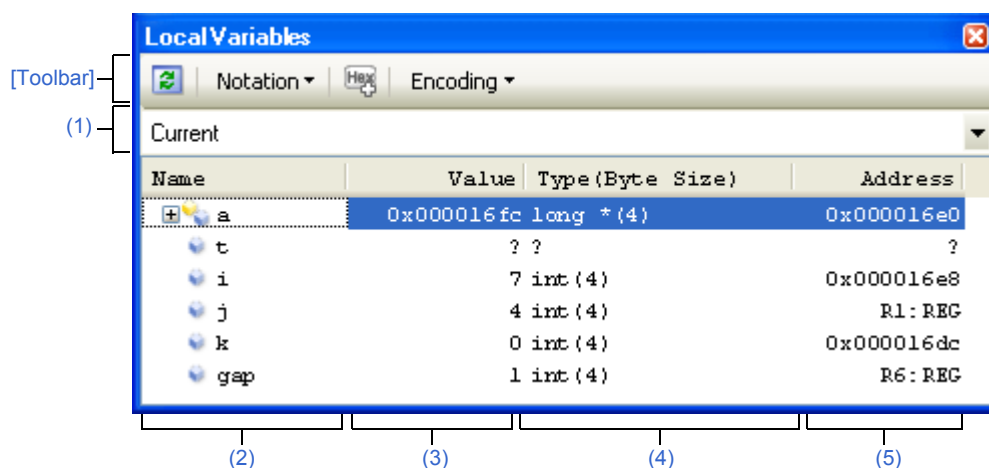 Local Variables
[Toolbar]
Notation Hex Encoding
(1)
Current
Name Value Type(Byte Size) Address
a 0x000016fc long *(4) 0x000016e0
t ? ? ?
i 7 int(4) 0x000016e8
j 4 int(4) R1:REG
k 0 int(4) 0x000016dc
gap 1 int(4) R6:REG
(2) (3) (4) (5)